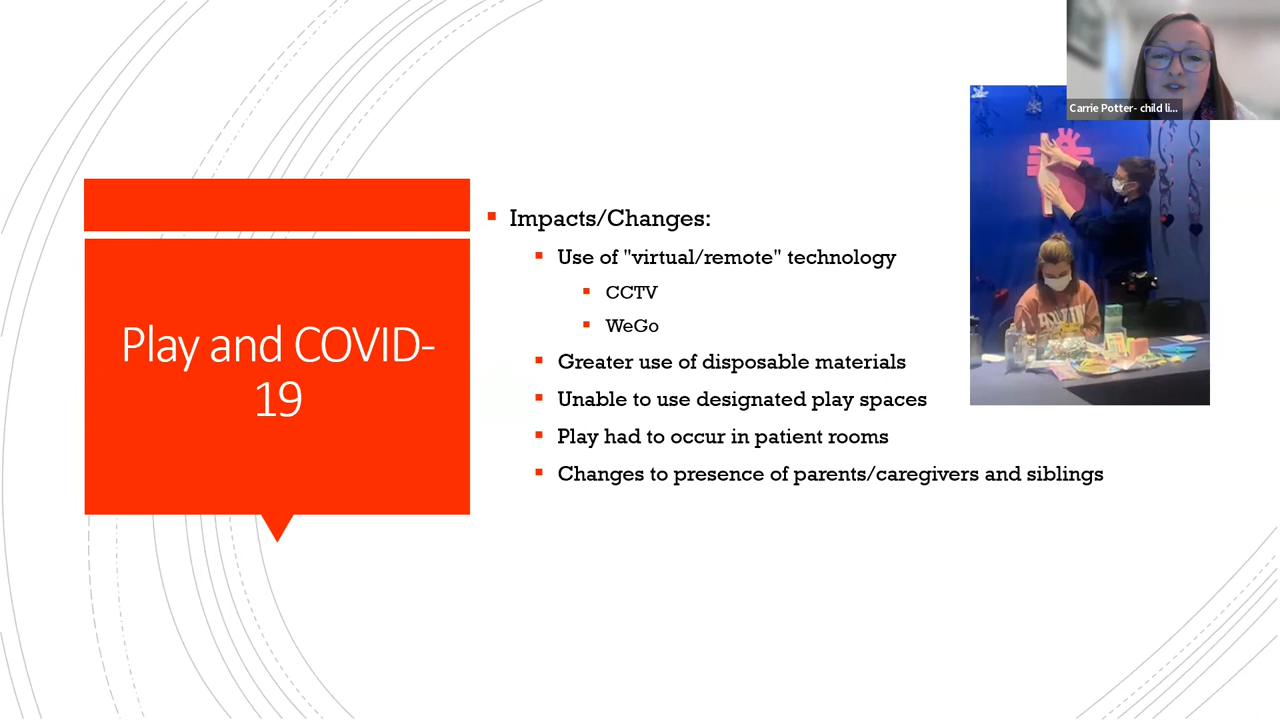 Carrie Potter- child li...
Play and COVID-
19
Impacts/Changes:
Use of "virtual/remote" technology
CCTV
WeGo
Greater use of disposable materials
Unable to use designated play spaces
Play had to occur in patient rooms
Changes to presence of parents/caregivers and siblings